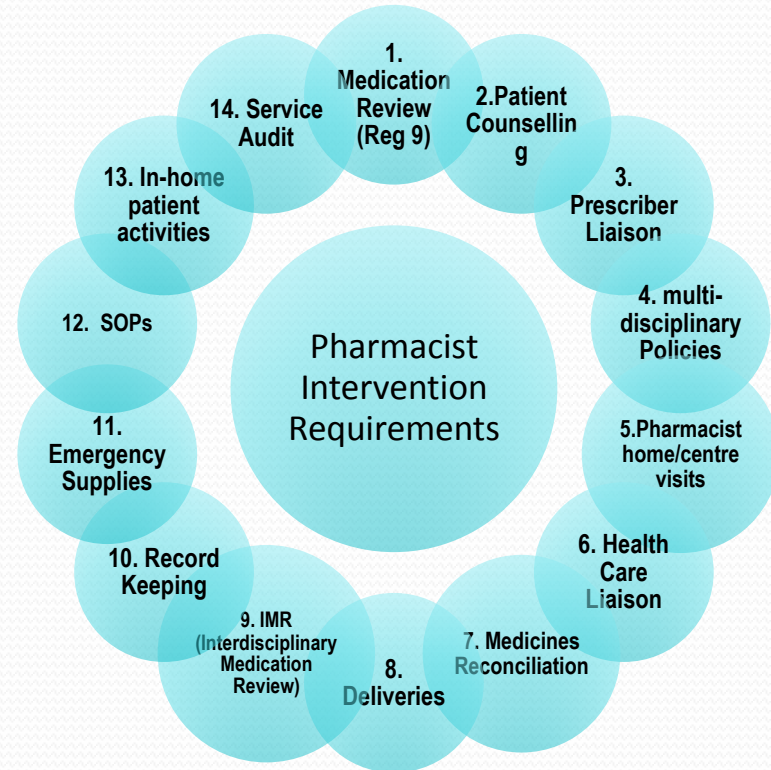 1.
Medication
Review
(Reg 9)
2.Patient
Counsellin
g
3.
Prescriber
Liaison
4. multi-
disciplinary
Policies
5.Pharmacist
home/centre
visits
6. Health
Care
Liaison
7. Medicines
Reconciliation
8.
Deliveries
9. IMR
(Interdisciplinary
Medication
Review)
10. Record
Keeping
11.
Emergency
Supplies
12. SOPs
13. In-home
patient
activities
14. Service
Audit
Pharmacist
Intervention
Requirements